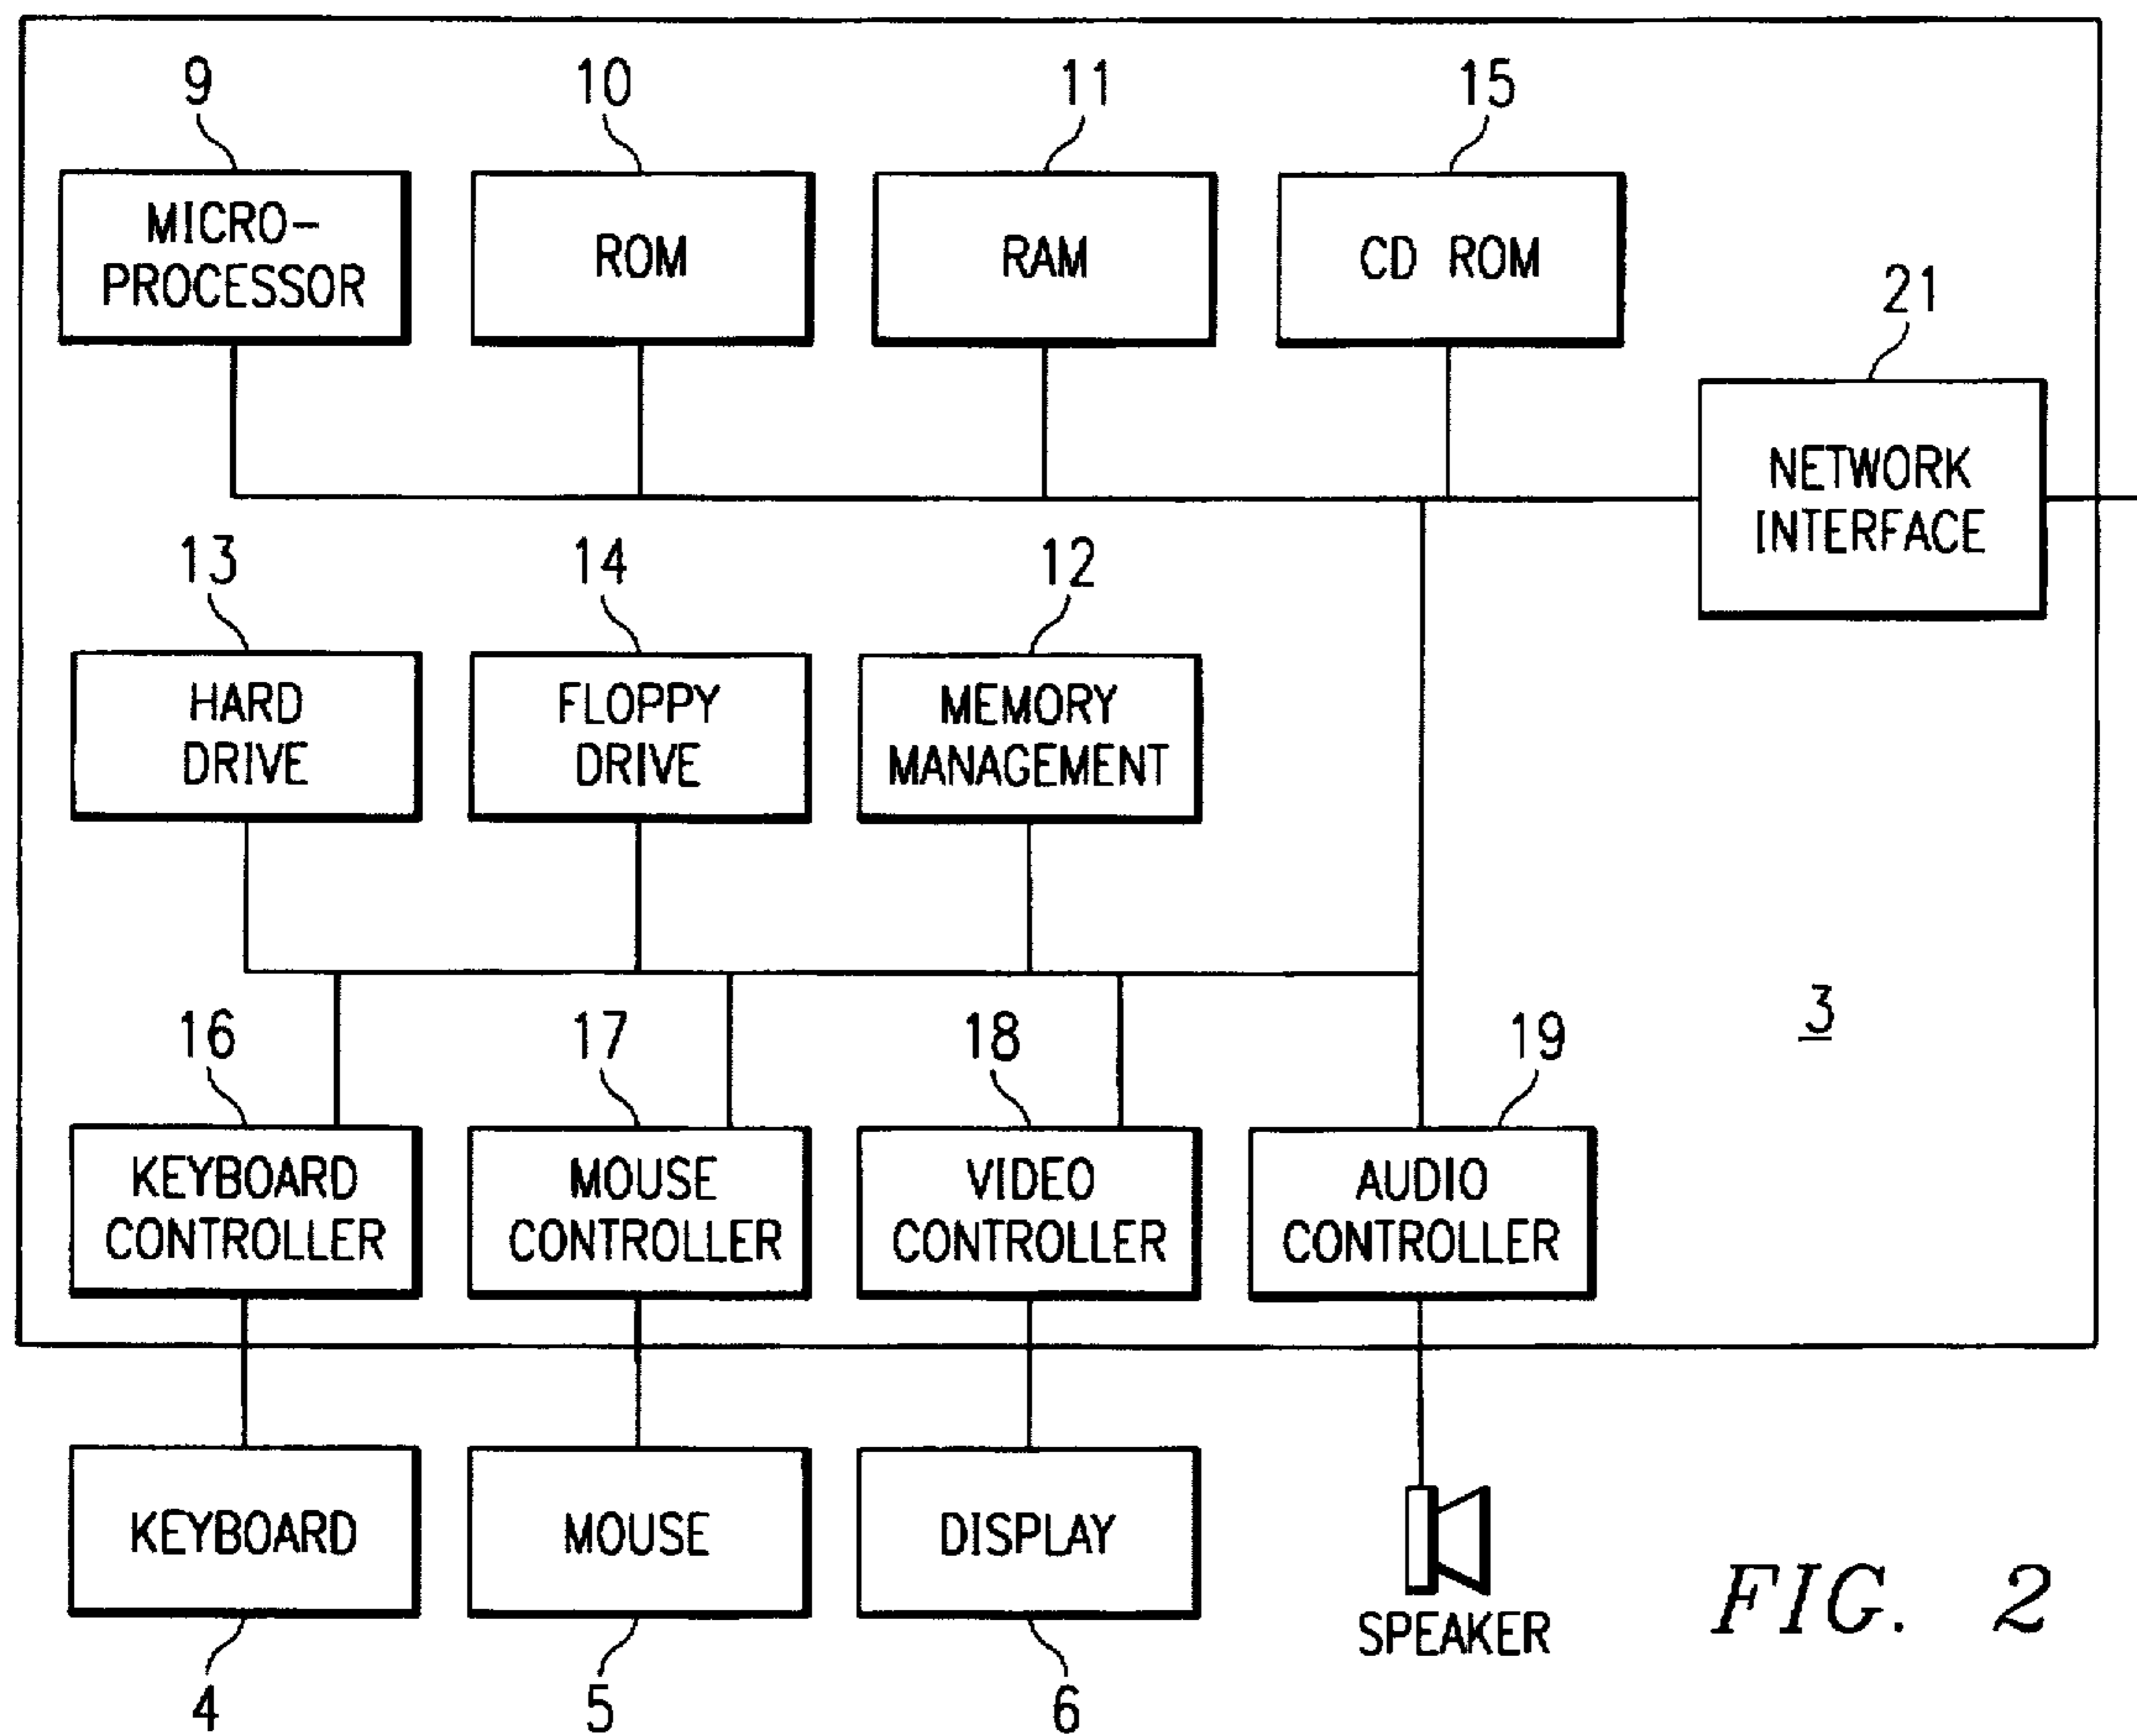 9
10
11
15
MICRO-
PROCESSOR
ROM
RAM
CD ROM
21
NETWORK
INTERFACE
13
14
12
HARD
DRIVE
FLOPPY
DRIVE
MEMORY
MANAGEMENT
3
16
17
18
19
KEYBOARD
CONTROLLER
MOUSE
CONTROLLER
VIDEO
CONTROLLER
AUDIO
CONTROLLER
KEYBOARD
MOUSE
DISPLAY
SPEAKER
4
5
6
FIG. 2